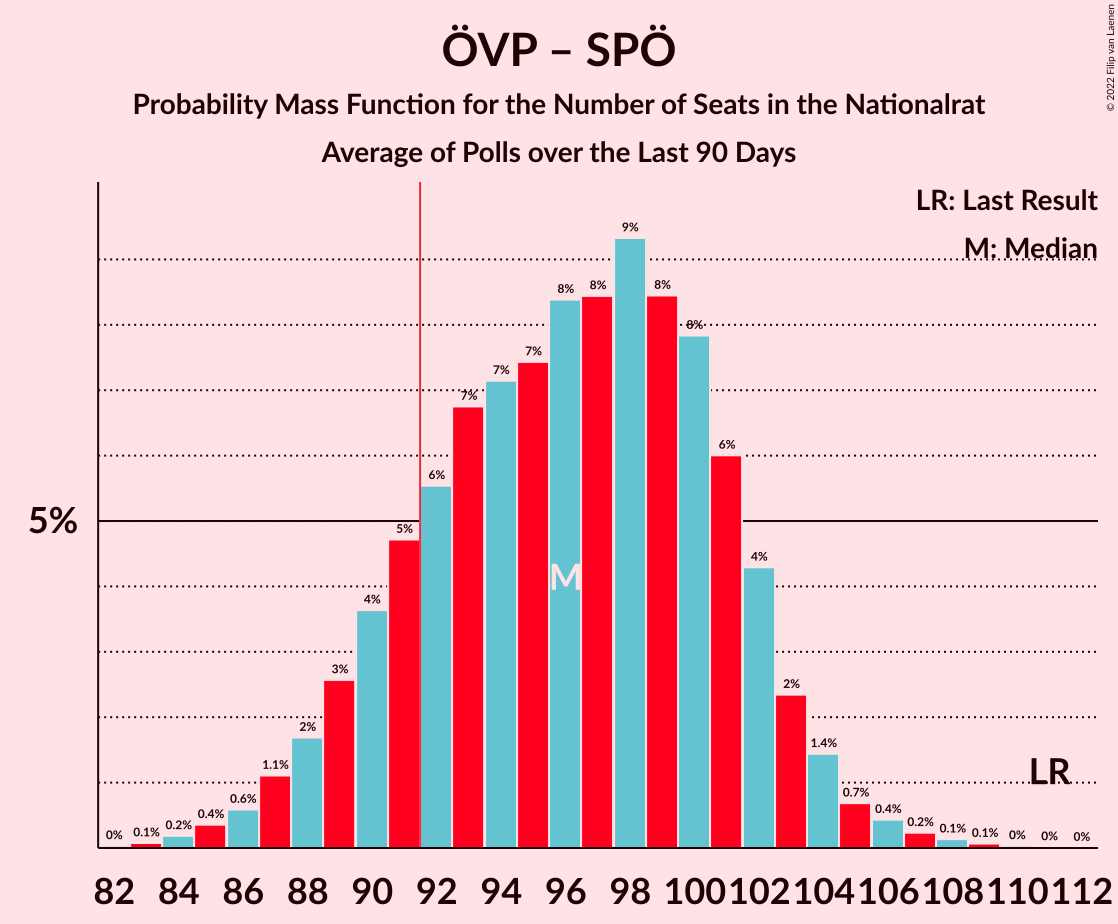 ÖVP – SPÖ
Probability Mass Function for the Number of Seats in the Nationalrat
Average of Polls over the Last 90 Days
© 2022 Filip van Laenen
LR: Last Result
M: Median
5%
0% 0.1% 0.2% 0.4% 0.6% 1.1% 2% 3% 4% 5% 6% 7% 7% 7% 8% 8% 9% 8% 8% 6% 4% 2% 1.4% 0.7% 0.4% 0.2% 0.1% 0.1% 0% 0% 0%
M
LR
82 84 86 88 90 92 94 96 98 100 102 104 106 108 110 112